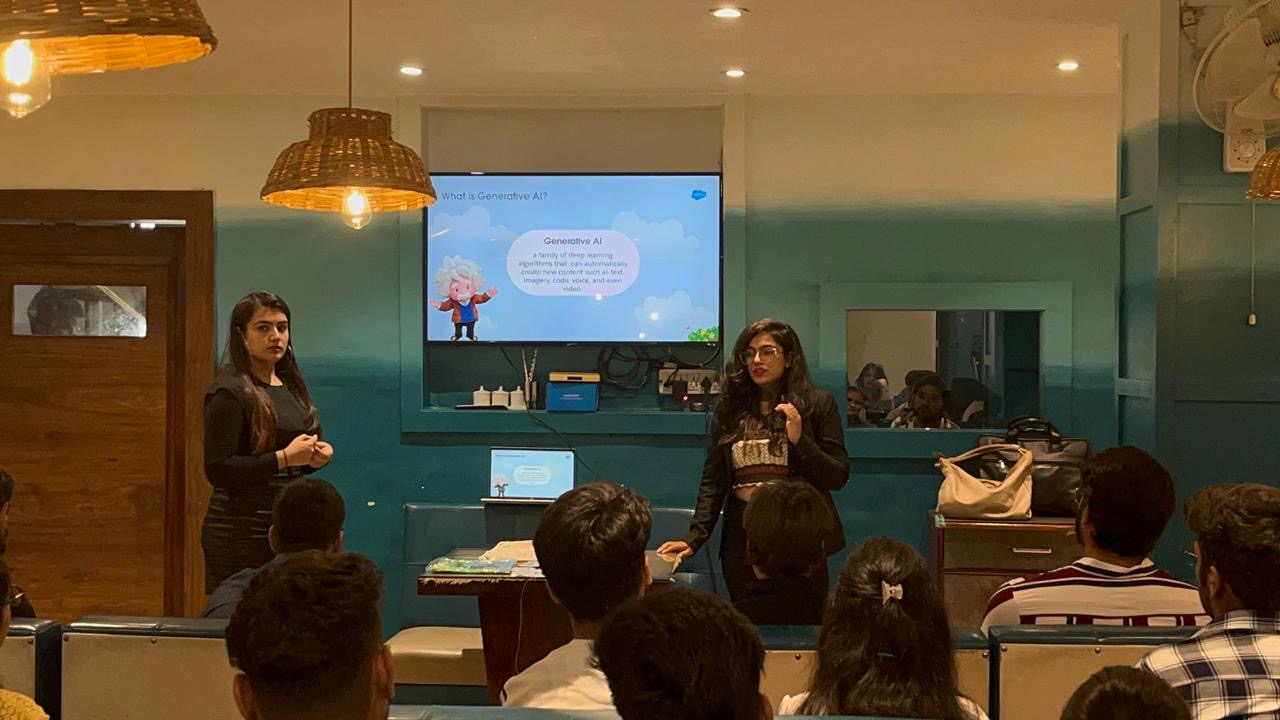 What is Generative AI?
Generative AI
a family of deep learning
algorithms that can automatically
create new content such as text,
imagery, code, voice, and even
video.